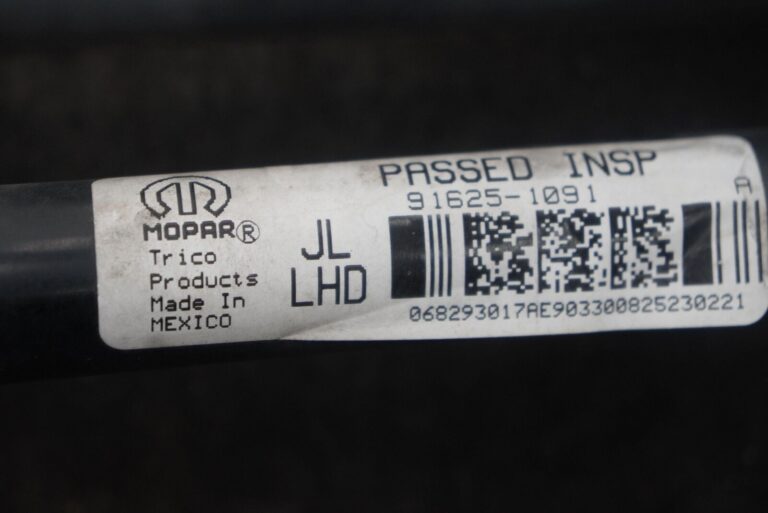 MOPAR®
Trico
Products
Made In
MEXICO
JL
LHD
PASSED INSP
91625-1091
A
068293017AE903300825230221